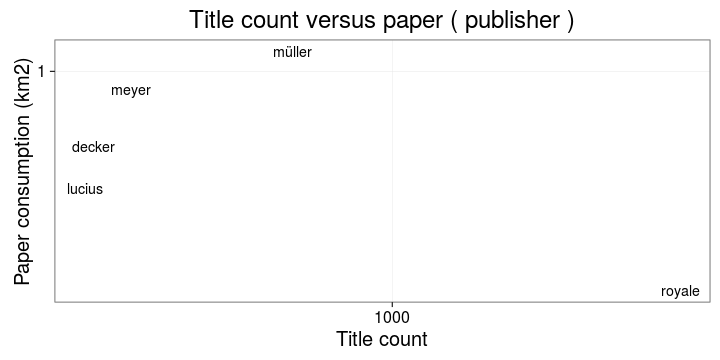 Title count versus paper ( publisher )
müller
1
meyer
decker
lucius
royale
Paper consumption (km2)
1000
Title count